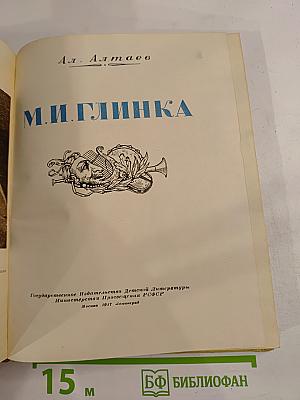 Ал. Алтаев
М.И.ГЛИНКА
Государственное Издательство Детской Литературы
Министерства Просвещения РСФСР
Москва 1947 Ленинград
15 м
БФ БИБЛИОФАН